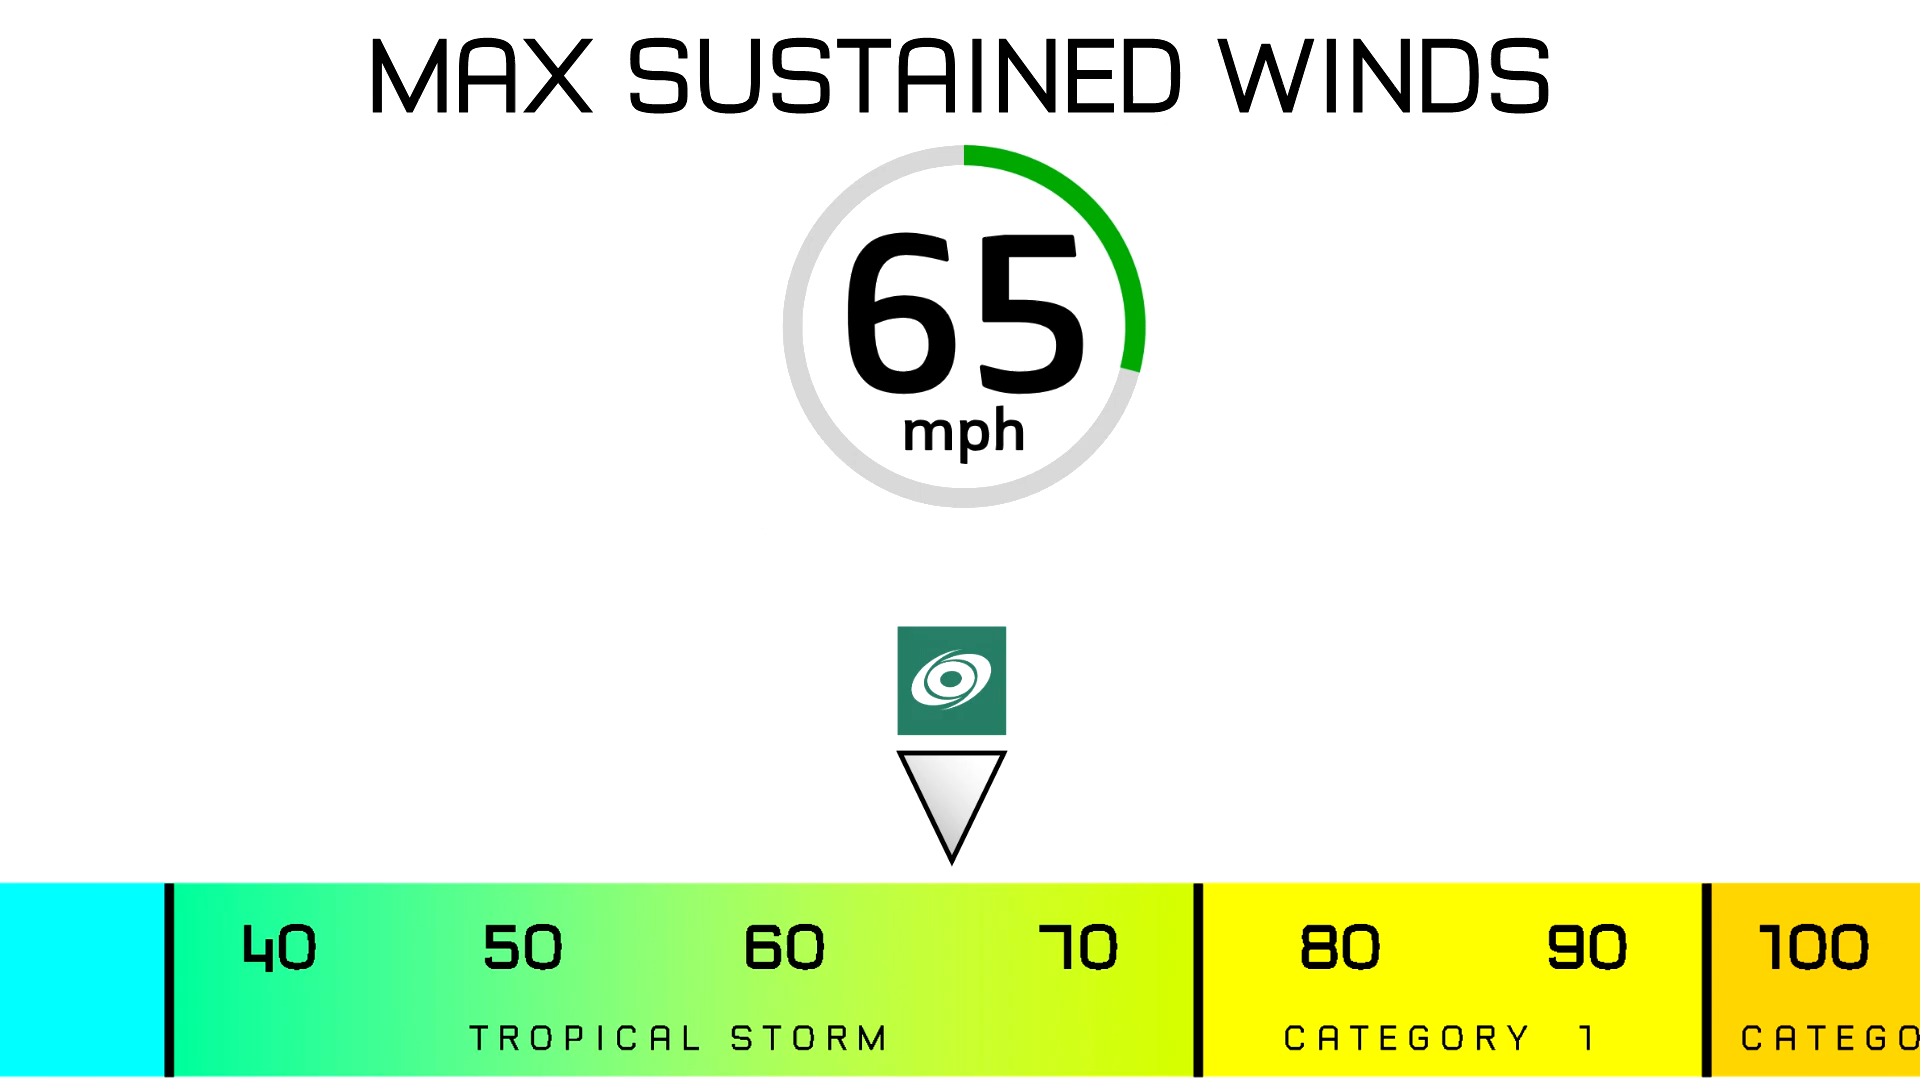 MAX SUSTAINED WINDS
65
mph
40 50 60 70 80 90 100
TROPICAL STORM CATEGORY 1 CATEGO